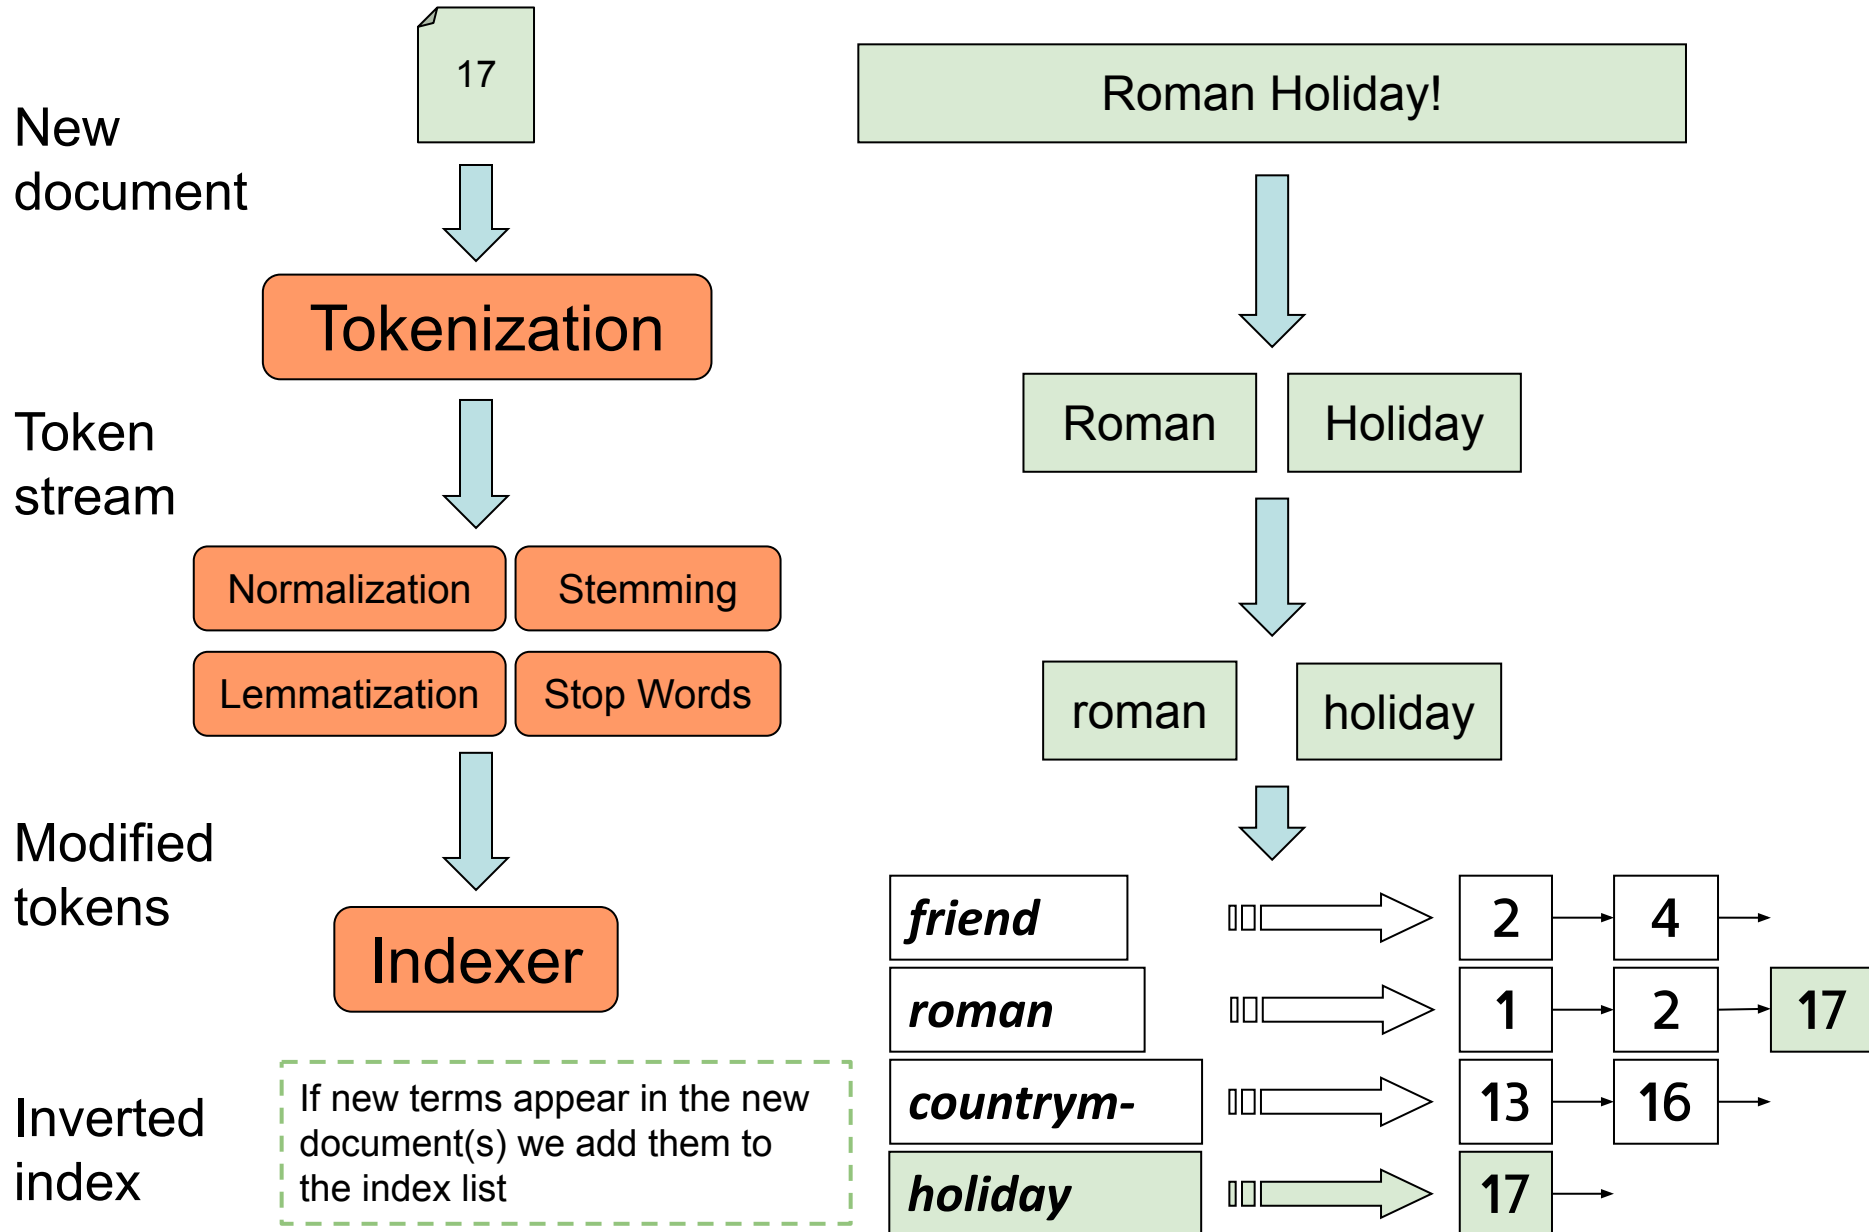 New
document
17
Tokenization
Token
stream
Normalization
Stemming
Lemmatization
Stop Words
Modified
tokens
Indexer
Inverted
index
If new terms appear in the new
document(s) we add them to
the index list
Roman Holiday!
Roman
Holiday
roman
holiday
friend
2
4
roman
1
2
17
countrym-
13
16
holiday
17